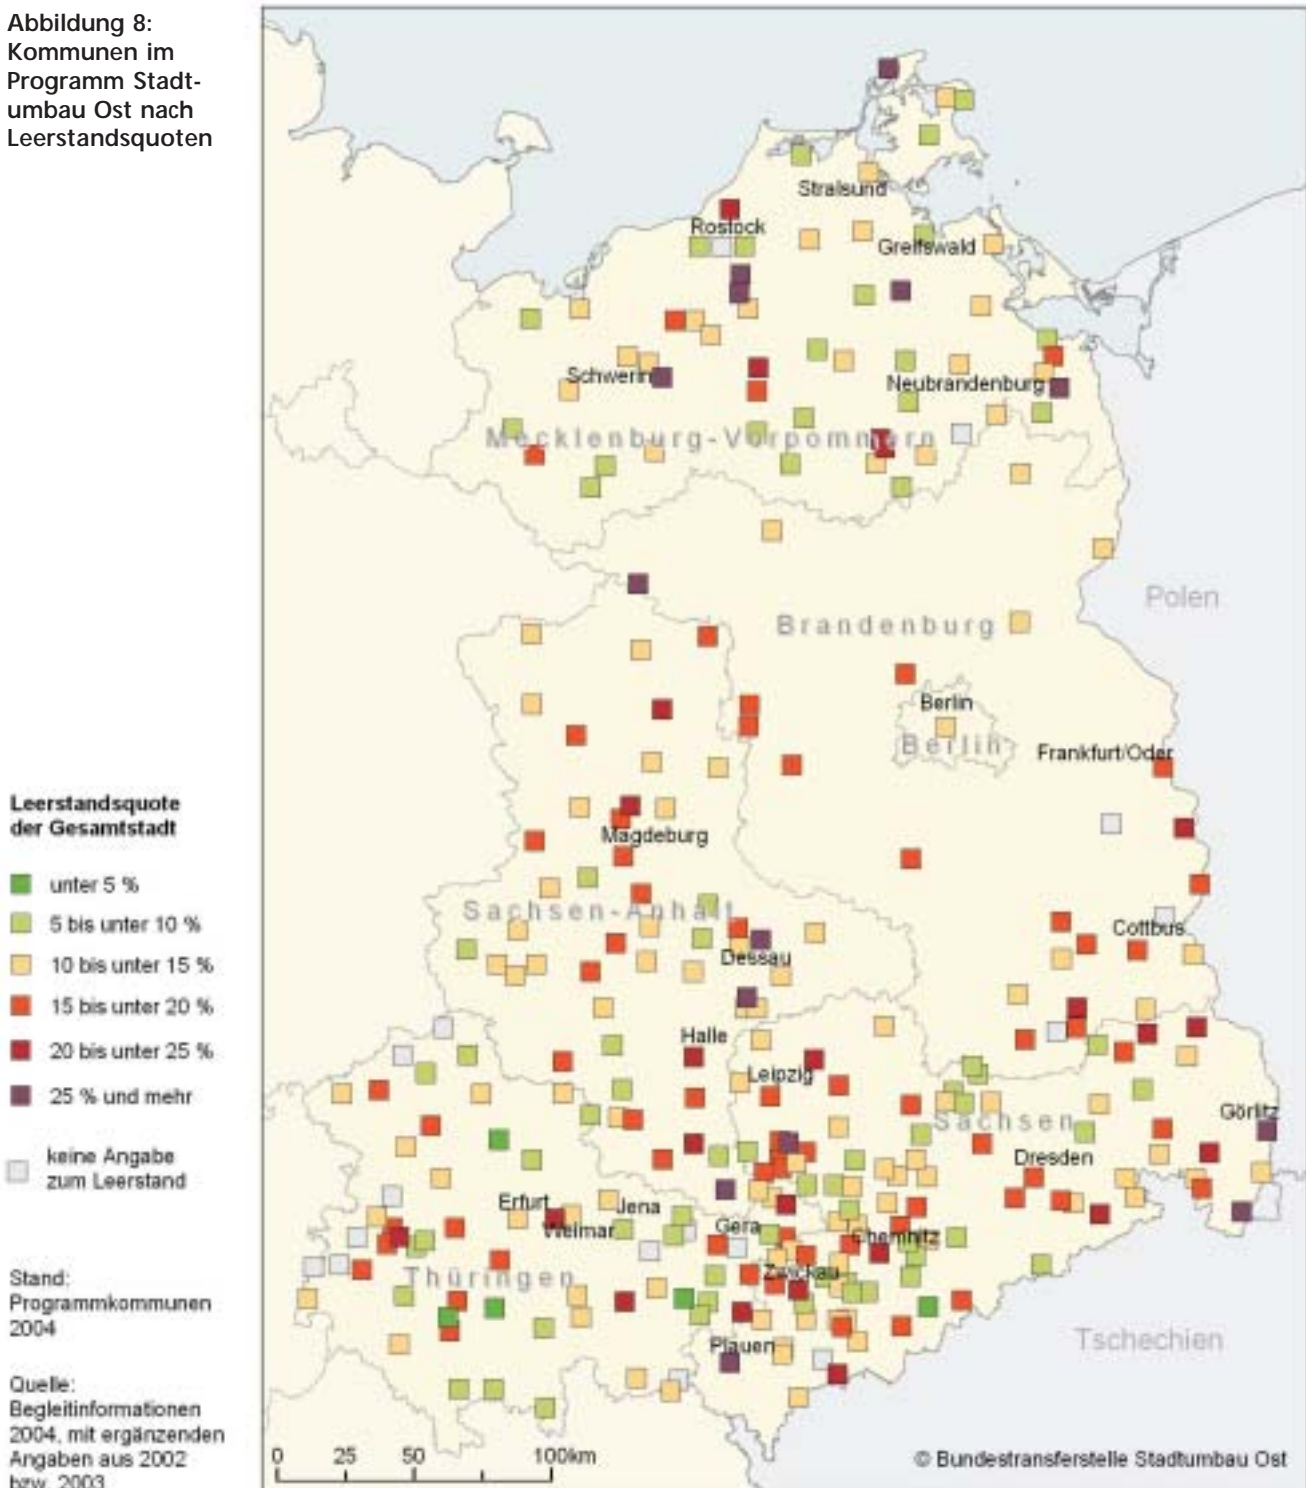 Abbildung 8:
Kommunen im
Programm Stadt-
umbau Ost nach
Leerstandsquoten
Stralsund
Rostock
Greifswald
Schwerin
Neubrandenburg
Mecklenburg-Vorpommern
Polen
Brandenburg
Berlin
Berlin
Frankfurt/Oder
Magdeburg
Sachsen-Anhalt
Cottbus
Dessau
Halle
Leipzig
Görlitz
Sachsen
Dresden
Erfurt
Jena
Weimar
Gera
Chemnitz
Zwickau
Thüringen
Plauen
Tschechien
Leerstandsquote
der Gesamtstadt
unter 5 %
5 bis unter 10 %
10 bis unter 15 %
15 bis unter 20 %
20 bis unter 25 %
25 % und mehr
keine Angabe
zum Leerstand
Stand:
Programmkommunen
2004
Quelle:
Begleitinformationen
2004, mit ergänzenden
Angaben aus 2002
bzw. 2003
0 25 50 100km
© Bundestransferstelle Stadtumbau Ost